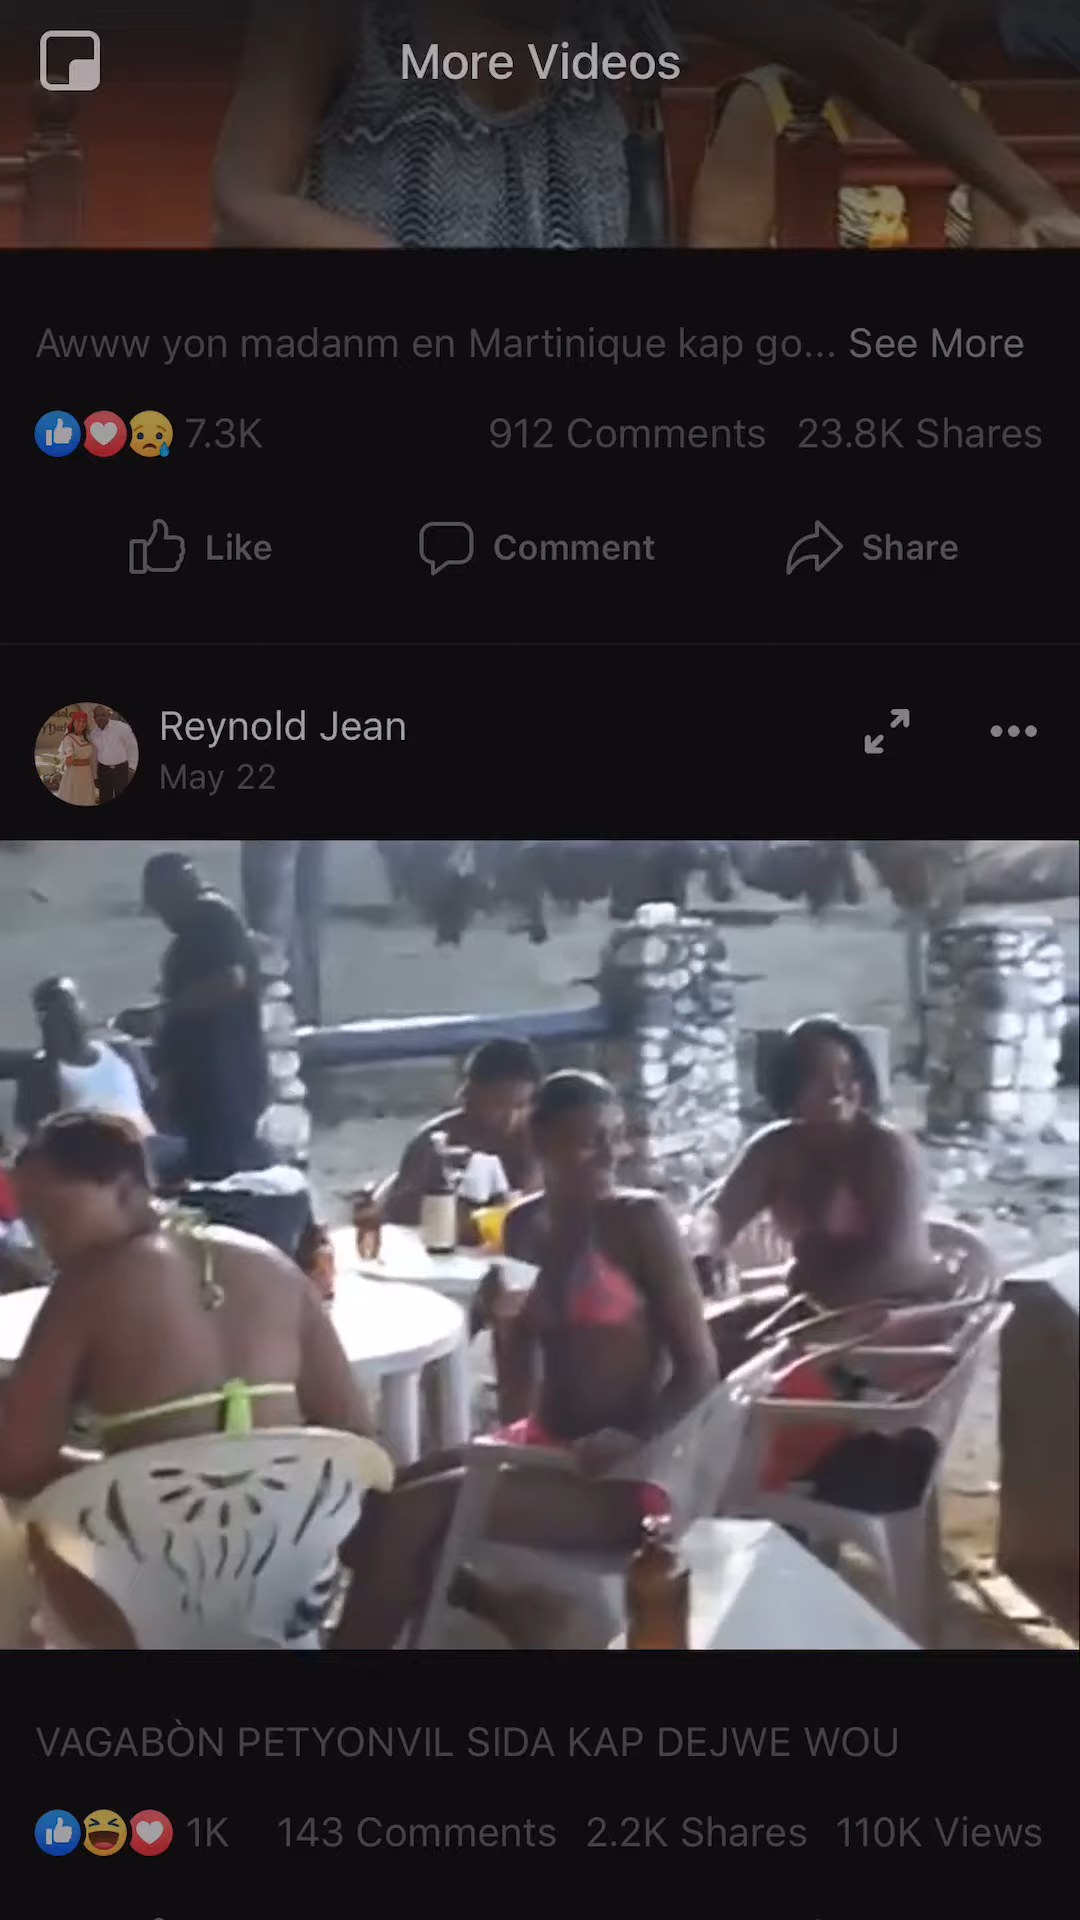 More Videos
Awww yon madanm en Martinique kap go... See More
7.3K 912 Comments 23.8K Shares
Like Comment Share
Reynold Jean
May 22
VAGABÒN PETYONVIL SIDA KAP DEJWE WOU
1K 143 Comments 2.2K Shares 110K Views